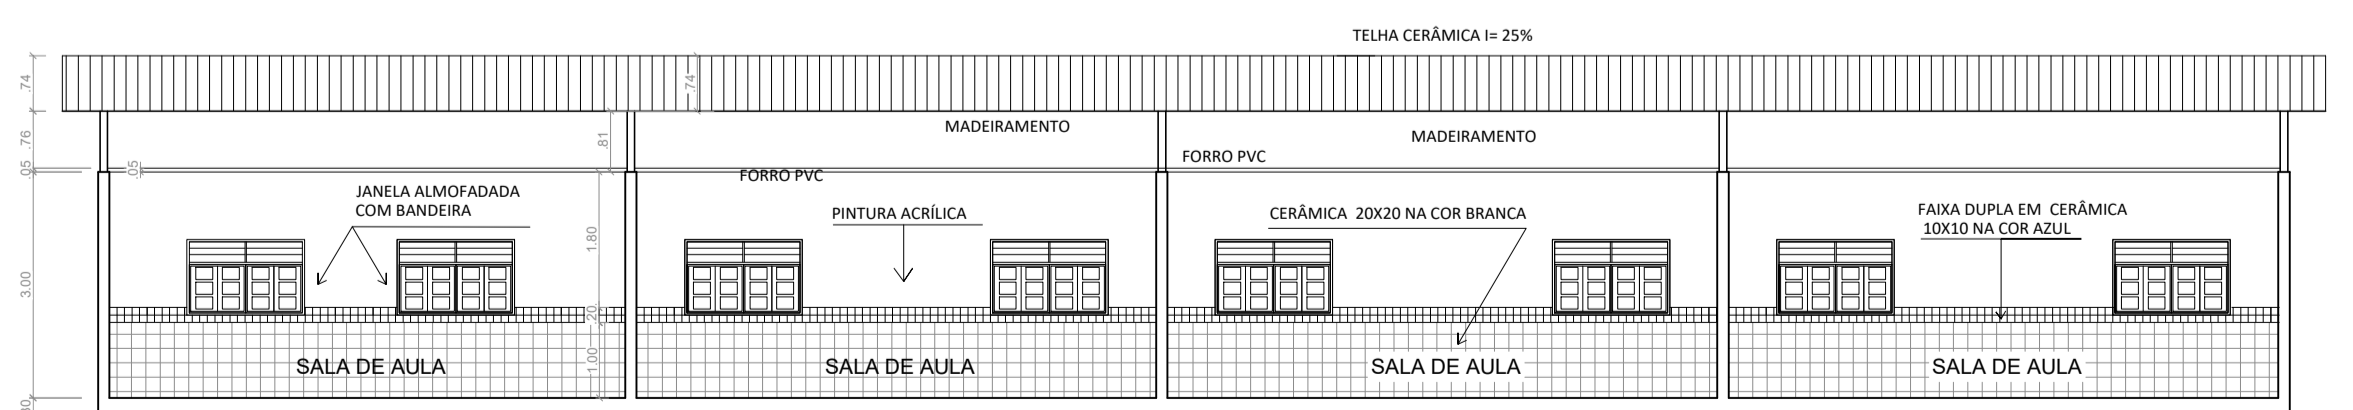 TELHA CERÂMICA I= 25%
.74
.74
.76
.81
MADEIRAMENTO
MADEIRAMENTO
.05
.05
FORRO PVC
FORRO PVC
JANELA ALMOFADADA
COM BANDEIRA
PINTURA ACRÍLICA
CERÂMICA 20X20 NA COR BRANCA
FAIXA DUPLA EM CERÂMICA
10X10 NA COR AZUL
3.00
1.80
.20
1.00
SALA DE AULA
SALA DE AULA
SALA DE AULA
SALA DE AULA